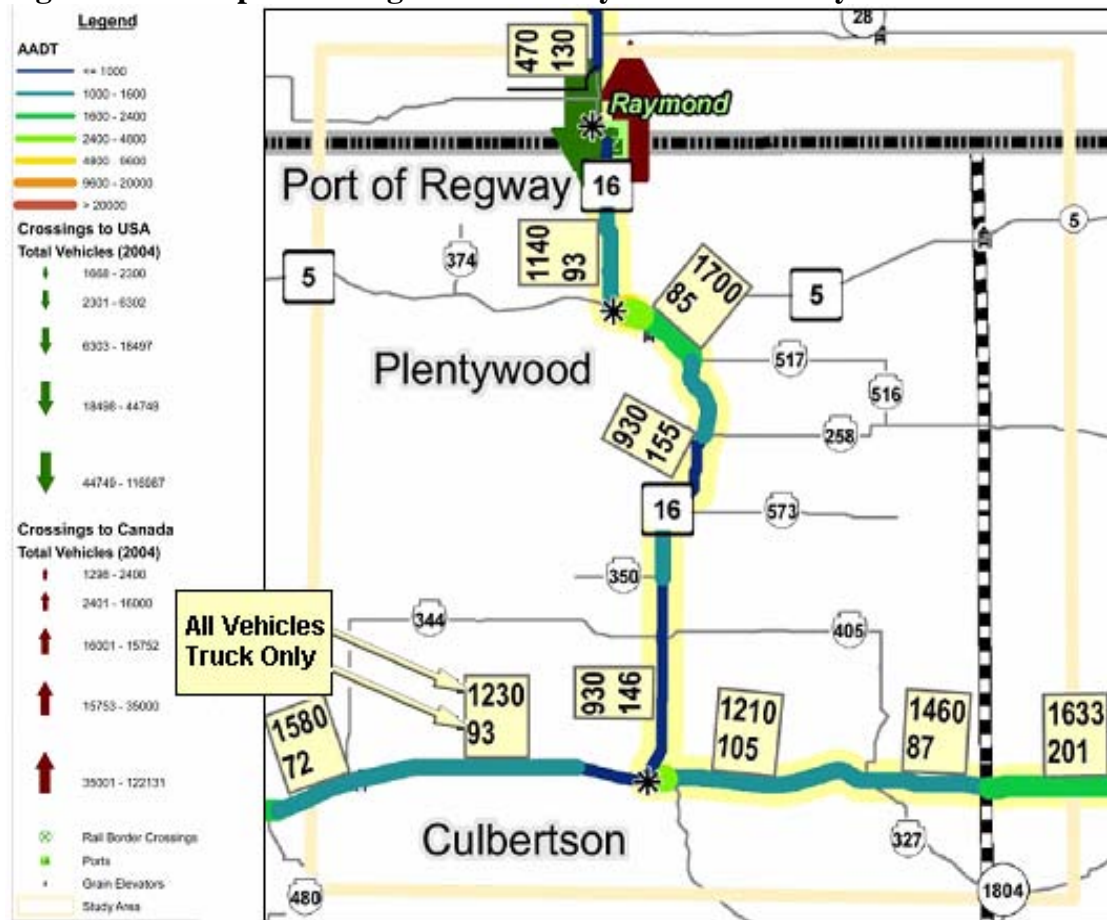 Legend
AADT
<= 1000
1000 - 1600
1600 - 2400
2400 - 4800
4800 - 9600
9600 - 20000
> 20000
Crossings to USA
Total Vehicles (2004)
1668 - 2300
2301 - 6302
6303 - 18497
18498 - 44748
44749 - 116987
Crossings to Canada
Total Vehicles (2004)
1298 - 2400
2401 - 16000
16001 - 15752
15753 - 35000
35001 - 122131
Rail Border Crossings
Ports
Grain Elevators
Study Area
28
470
130
Raymond
Port of Regway
16
5
374
1140
93
5
1700
85
5
Plentywood
517
516
930
155
258
16
573
350
344
405
All Vehicles
Truck Only
1230
93
930
146
1210
105
1460
87
1633
201
1580
72
Culbertson
327
480
1804